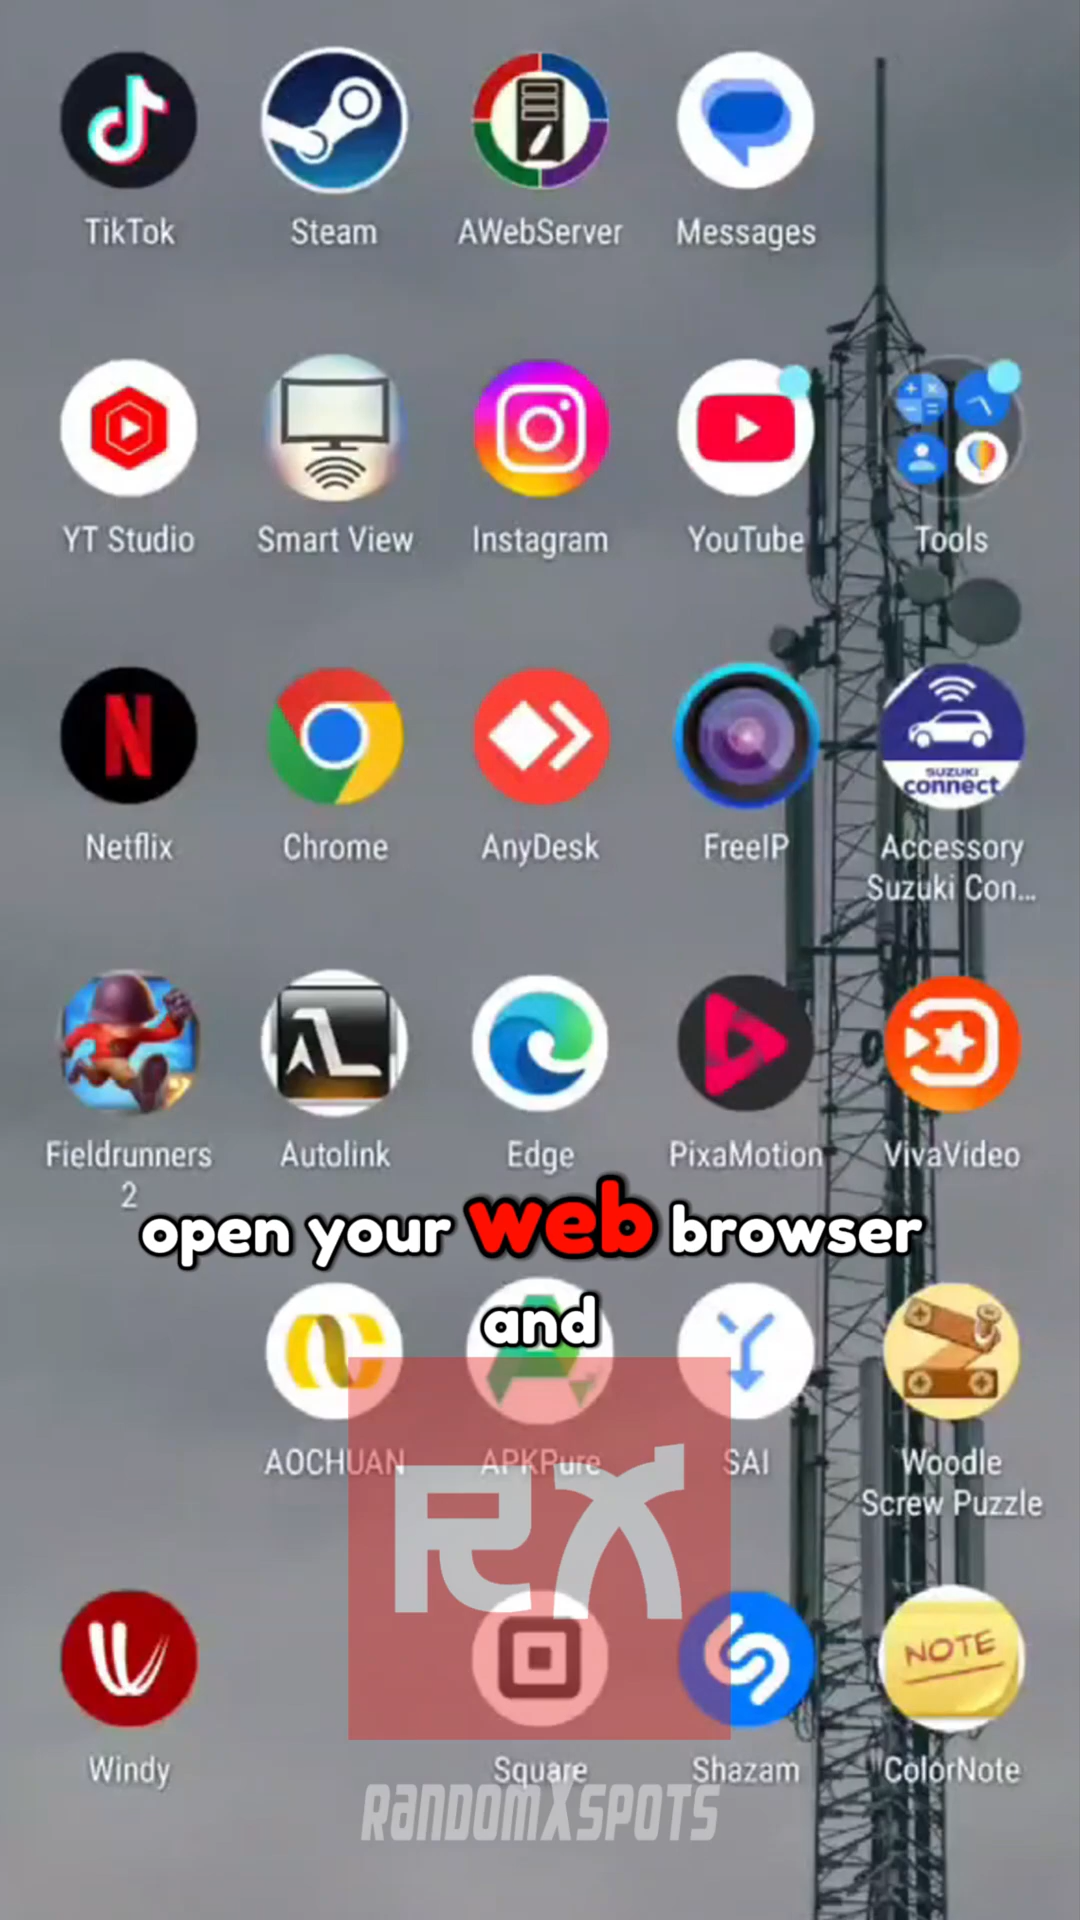 TikTok
Steam
AWebServer
Messages
YT Studio
Smart View
Instagram
YouTube
Tools
Netflix
Chrome
AnyDesk
FreeIP
SUZUKI
connect
Accessory
Suzuki Con...
Fieldrunners
2
Autolink
Edge
PixaMotion
VivaVideo
open your web browser
and
AOCHUAN
APKPure
SAI
Woodle
Screw Puzzle
RX
NOTE
Windy
Square
Shazam
ColorNote
RANDOMXSPOTS